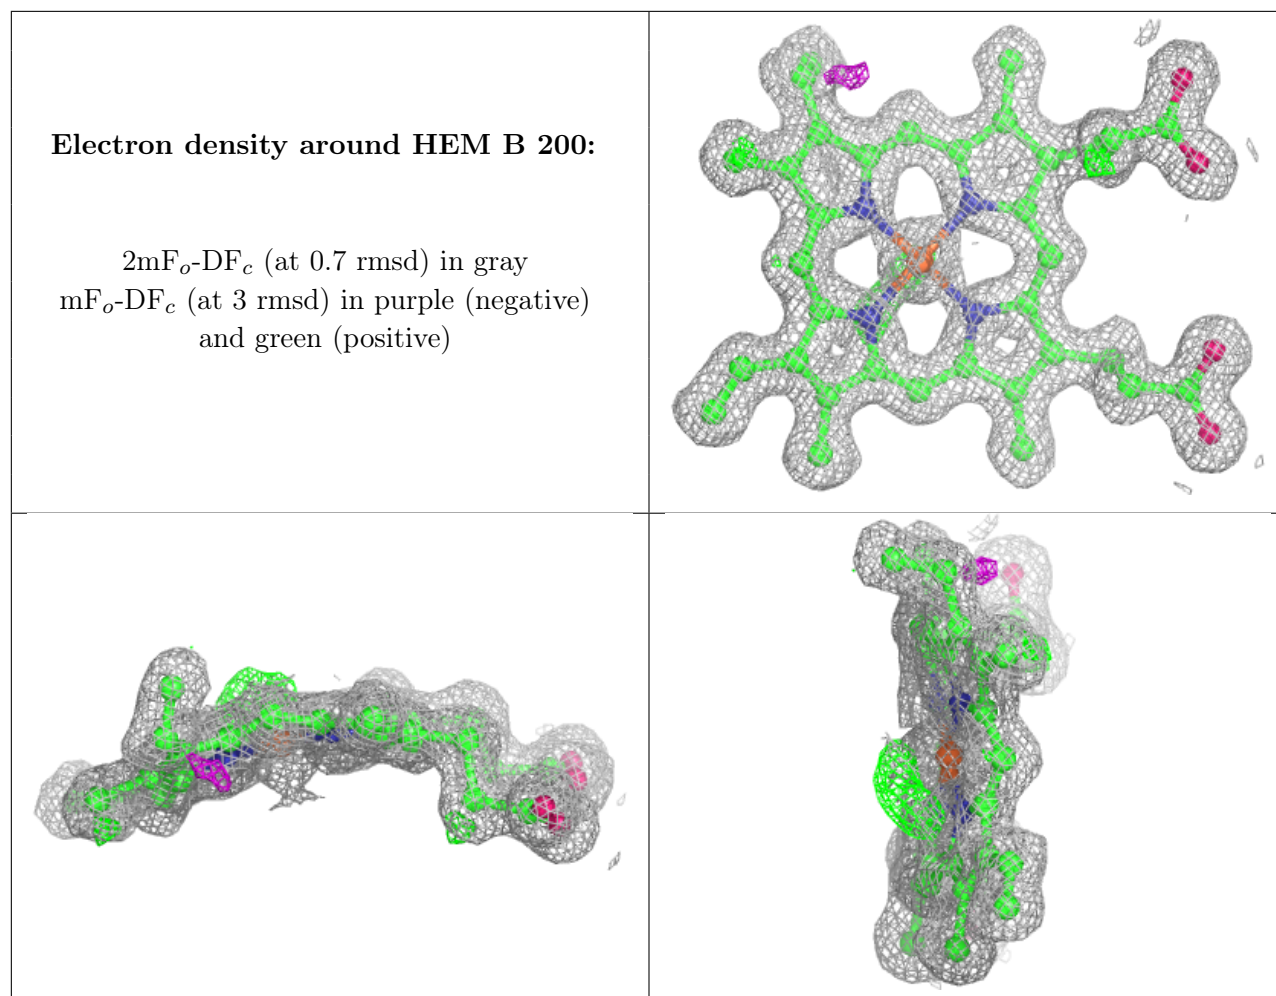 Electron density around HEM B 200:
2mFo-DFc (at 0.7 rmsd) in gray
mFo-DFc (at 3 rmsd) in purple (negative)
and green (positive)